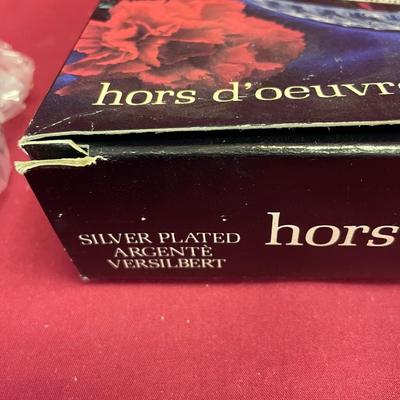 hors d'oeuvr
SILVER PLATED
ARGENTÈ
VERSILBERT
hors